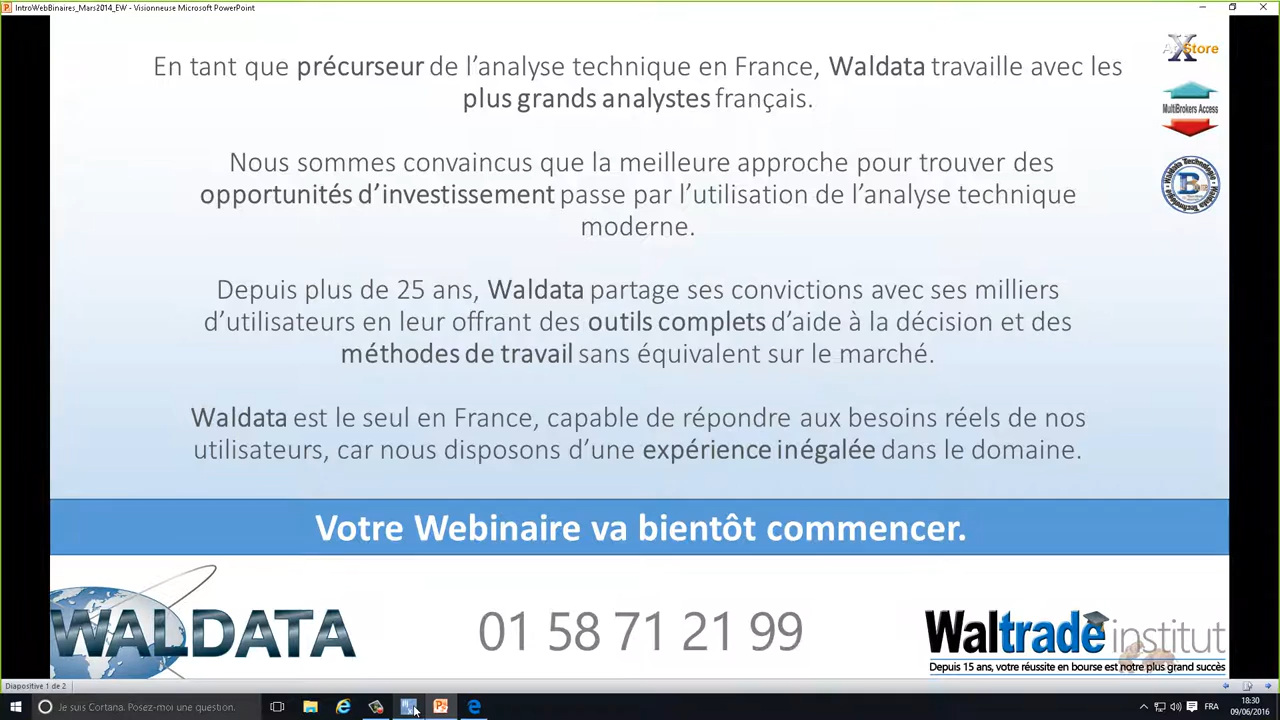 IntroWebBinaires_Mars2014_EW - Visionneuse Microsoft PowerPoint
En tant que précurseur de l'analyse technique en France, Waldata travaille avec les
plus grands analystes français.
Nous sommes convaincus que la meilleure approche pour trouver des
opportunités d'investissement passe par l'utilisation de l'analyse technique
moderne.
Depuis plus de 25 ans, Waldata partage ses convictions avec ses milliers
d'utilisateurs en leur offrant des outils complets d'aide à la décision et des
méthodes de travail sans équivalent sur le marché.
Waldata est le seul en France, capable de répondre aux besoins réels de nos
utilisateurs, car nous disposons d'une expérience inégalée dans le domaine.
Store
MultiBrokers Access
Waldata Technology
Votre Webinaire va bientôt commencer.
WALDATA
01 58 71 21 99
Waltrade institut
Depuis 15 ans, votre réussite en bourse est notre plus grand succès
Diapositive 1 de 2
Je suis Cortana. Posez-moi une question.
FRA
18:30
09/06/2016